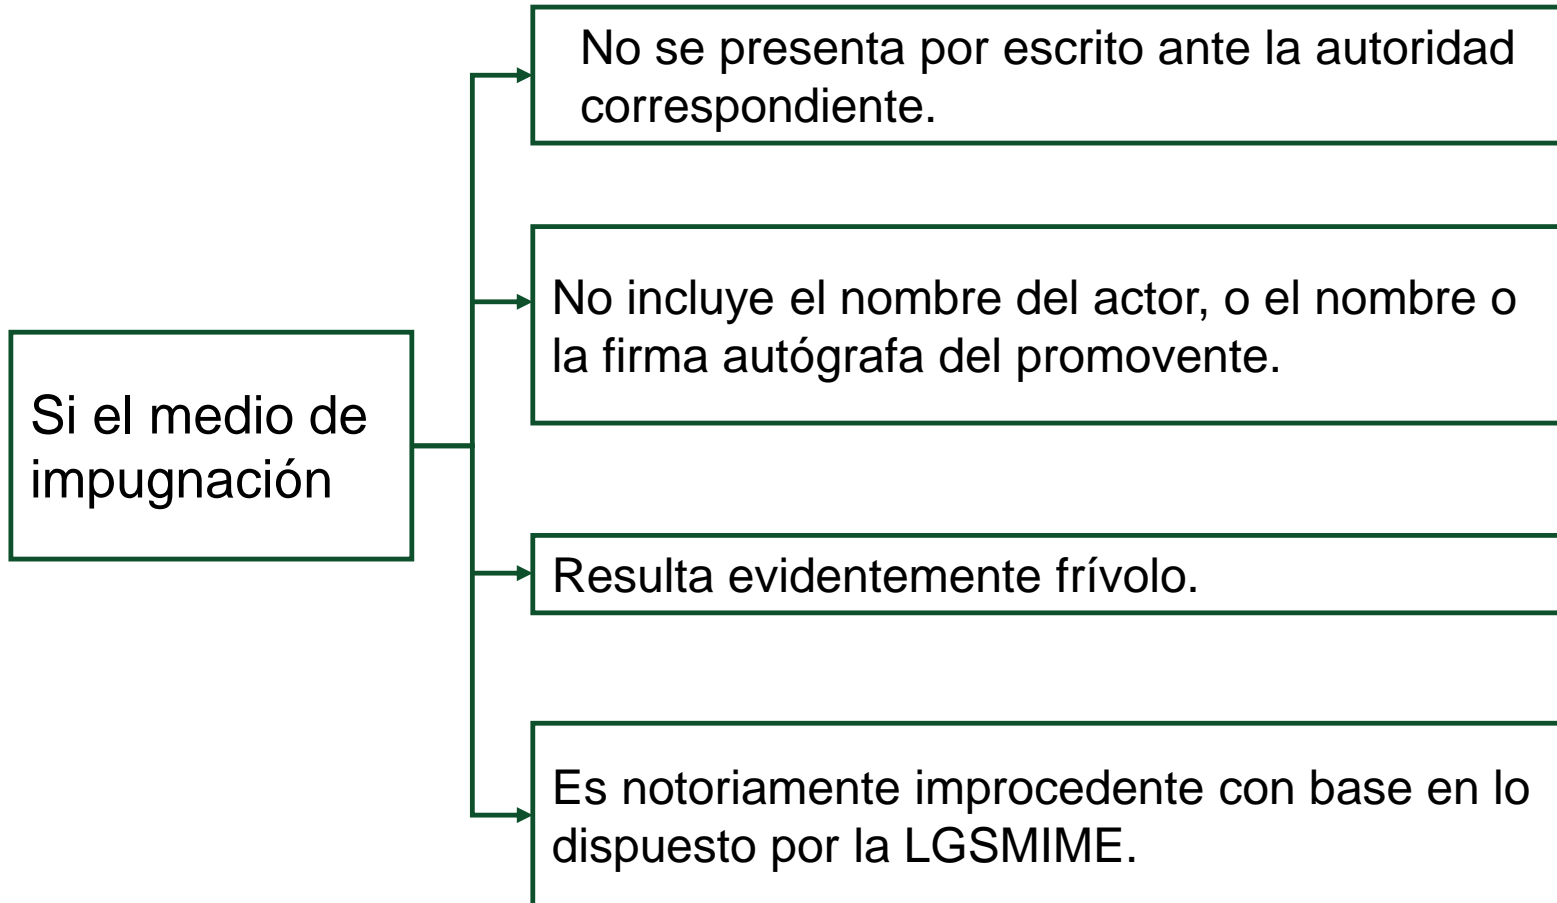 No se presenta por escrito ante la autoridad
correspondiente.
No incluye el nombre del actor, o el nombre o
la firma autógrafa del promovente.
Si el medio de
impugnación
Resulta evidentemente frívolo.
Es notoriamente improcedente con base en lo
dispuesto por la LGSMIME.